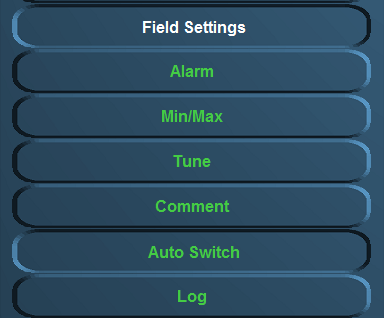 Field Settings
Alarm
Min/Max
Tune
Comment
Auto Switch
Log